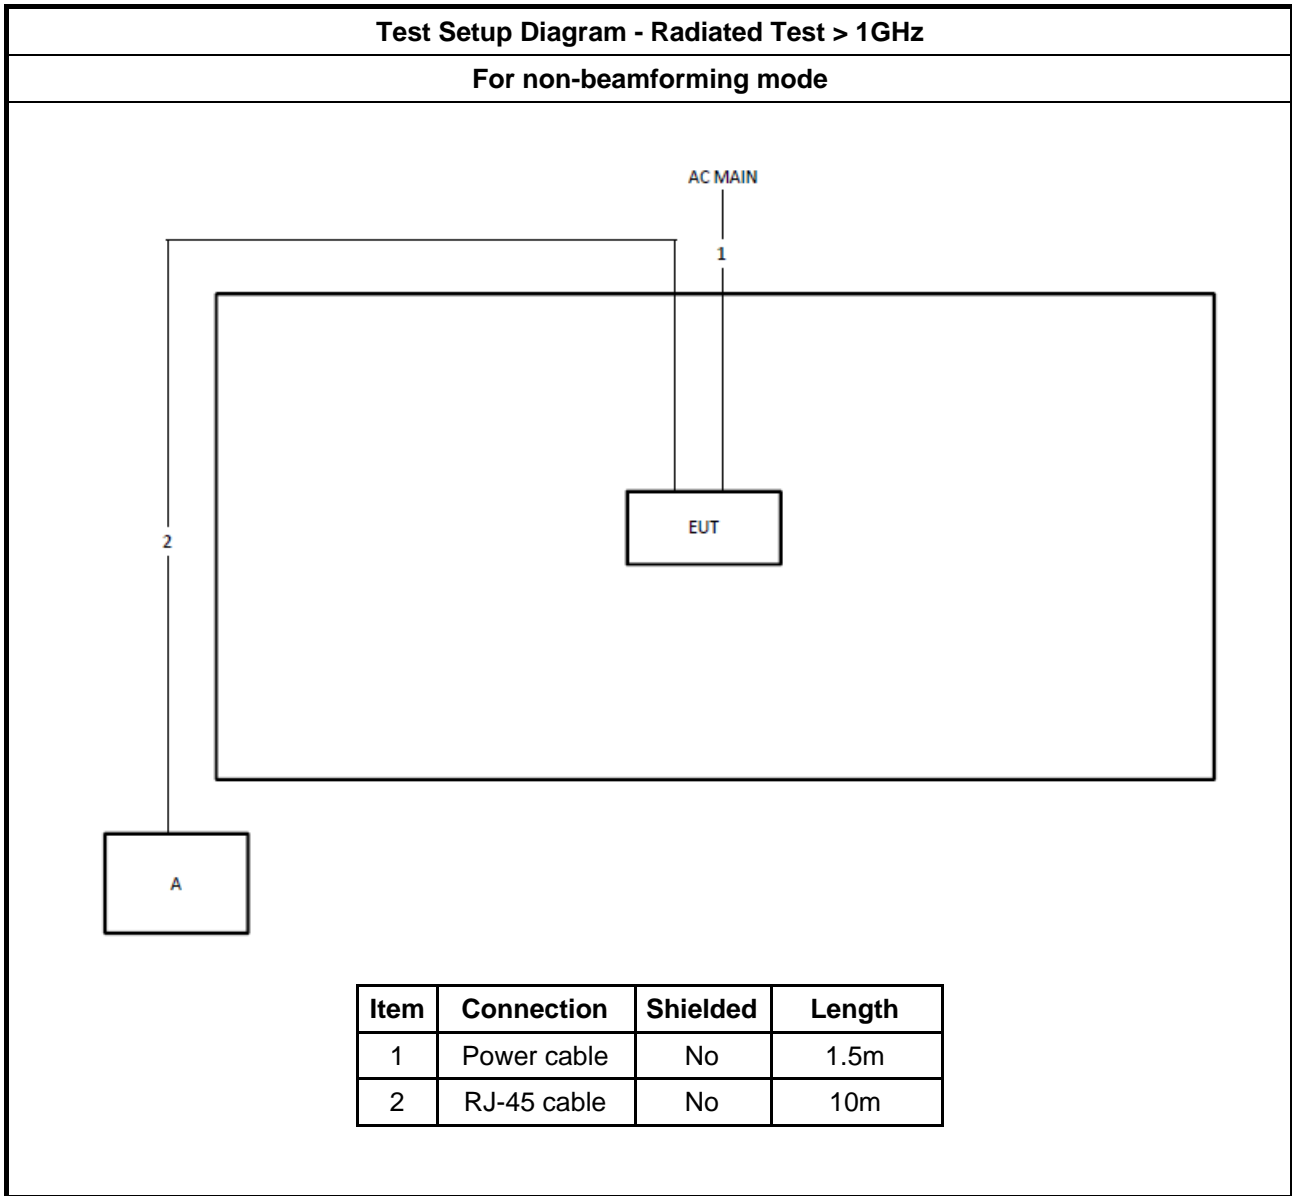 Test Setup Diagram - Radiated Test > 1GHz
For non-beamforming mode
AC MAIN
1
EUT
2
A
Item Connection Shielded Length
1 Power cable No 1.5m
2 RJ-45 cable No 10m